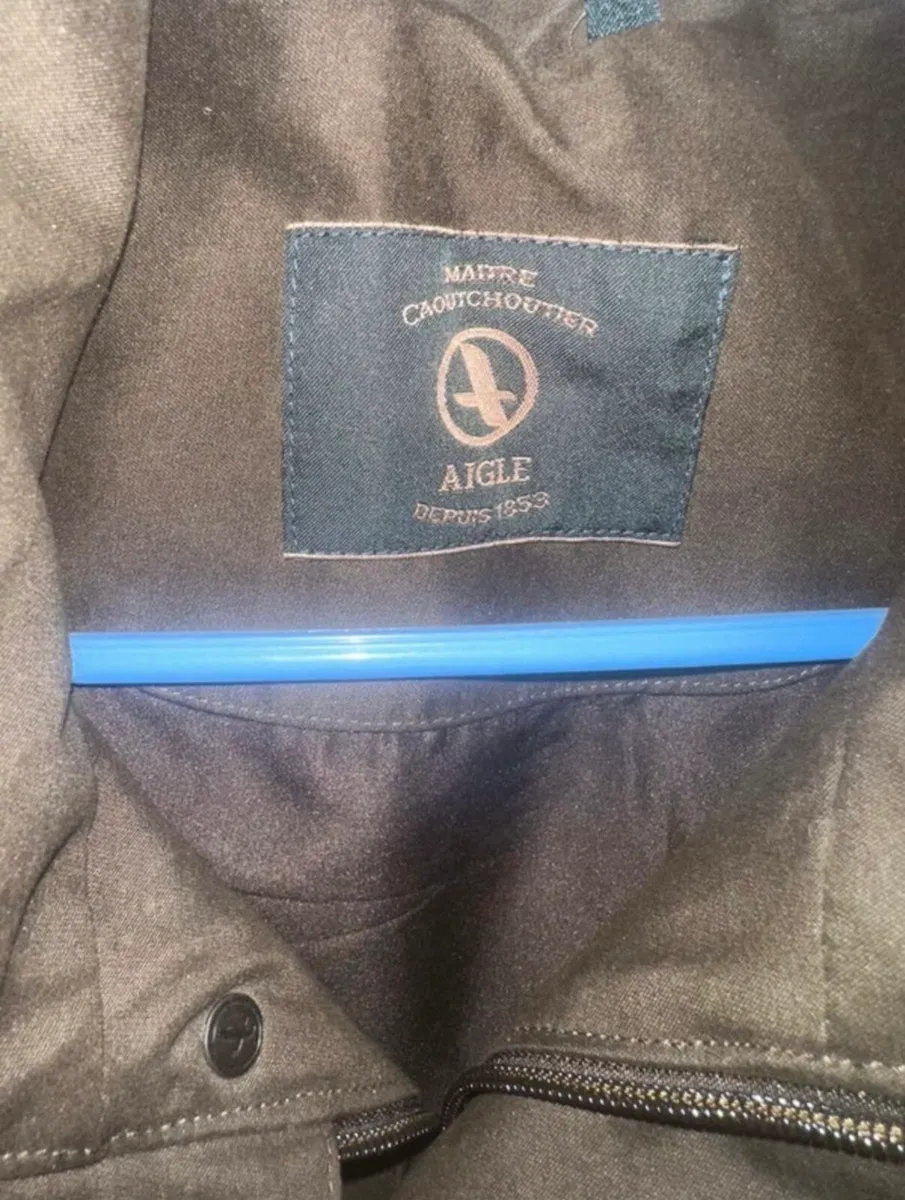 MAITRE
CAOUTCHOUTIER
AIGLE
DEPUIS 1853